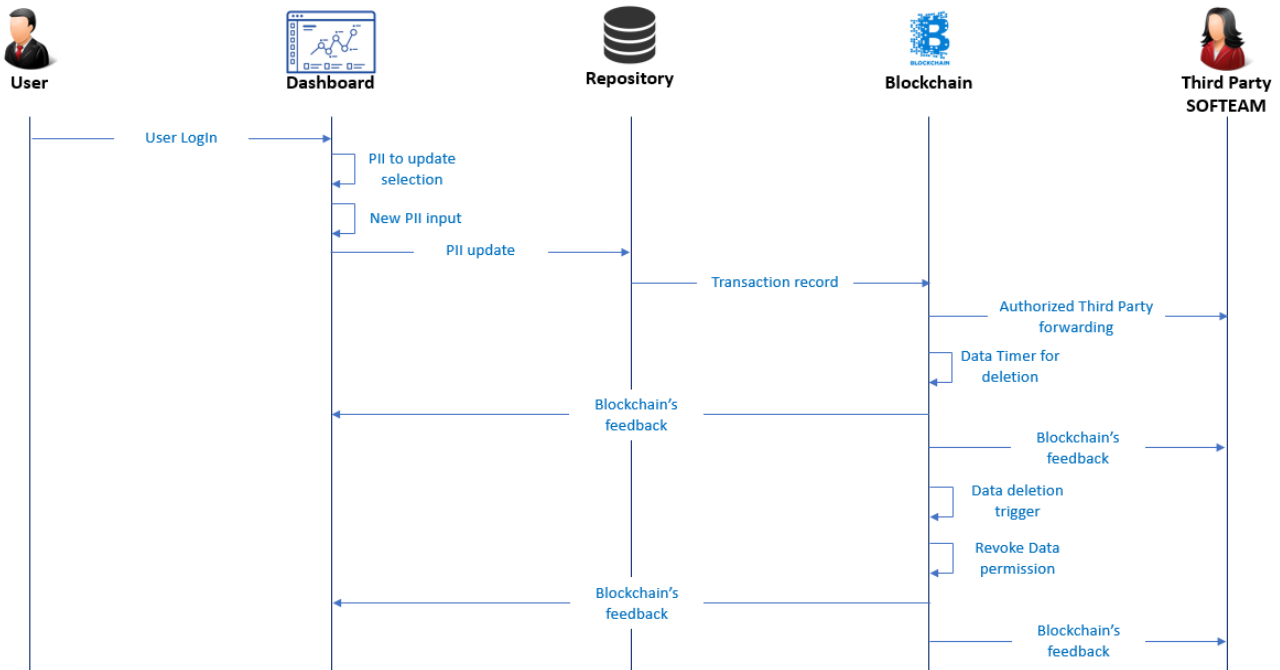 BLOCKCHAIN
User
Dashboard
Repository
Blockchain
Third Party
SOFTEAM
User LogIn
PII to update
selection
New PII input
PII update
Transaction record
Authorized Third Party
forwarding
Data Timer for
deletion
Blockchain’s
feedback
Blockchain’s
feedback
Data deletion
trigger
Revoke Data
permission
Blockchain’s
feedback
Blockchain’s
feedback